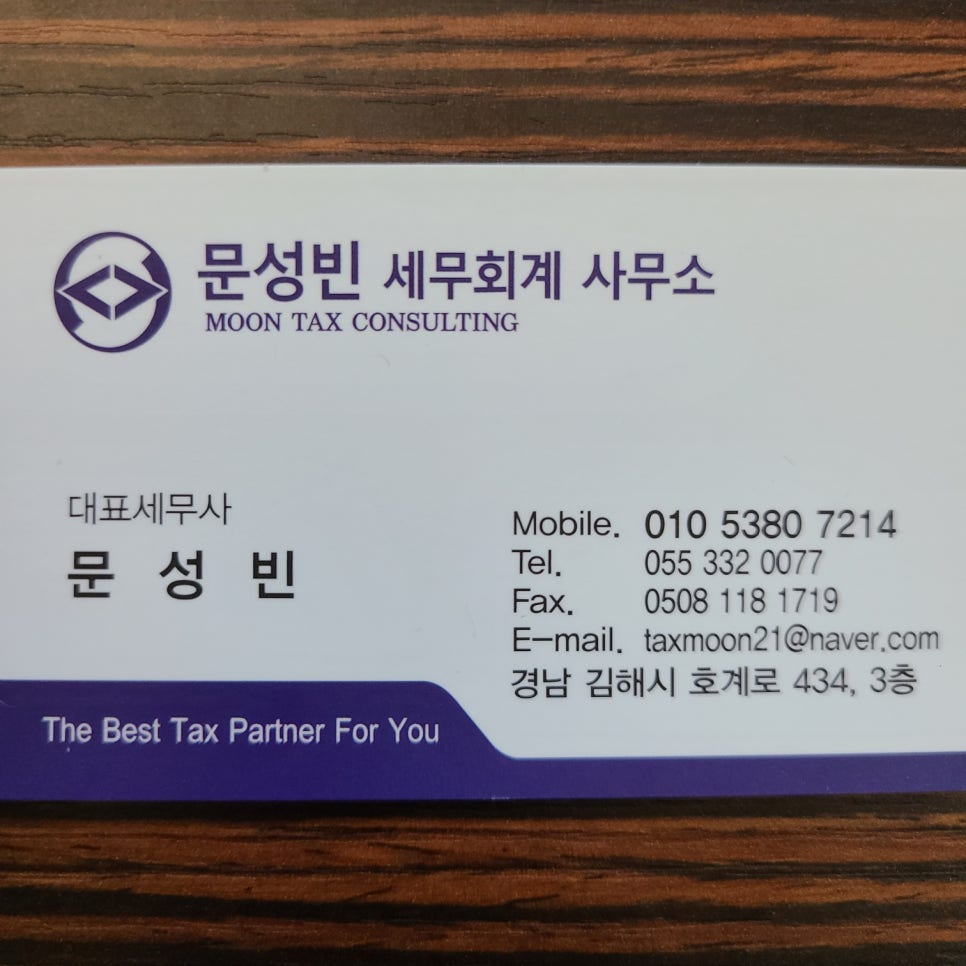 문성빈 세무회계 사무소
MOON TAX CONSULTING
대표세무사
문 성 빈
Mobile. 010 5380 7214
Tel. 055 332 0077
Fax. 0508 118 1719
E-mail. taxmoon21@naver.com
경남 김해시 호계로 434, 3층
The Best Tax Partner For You